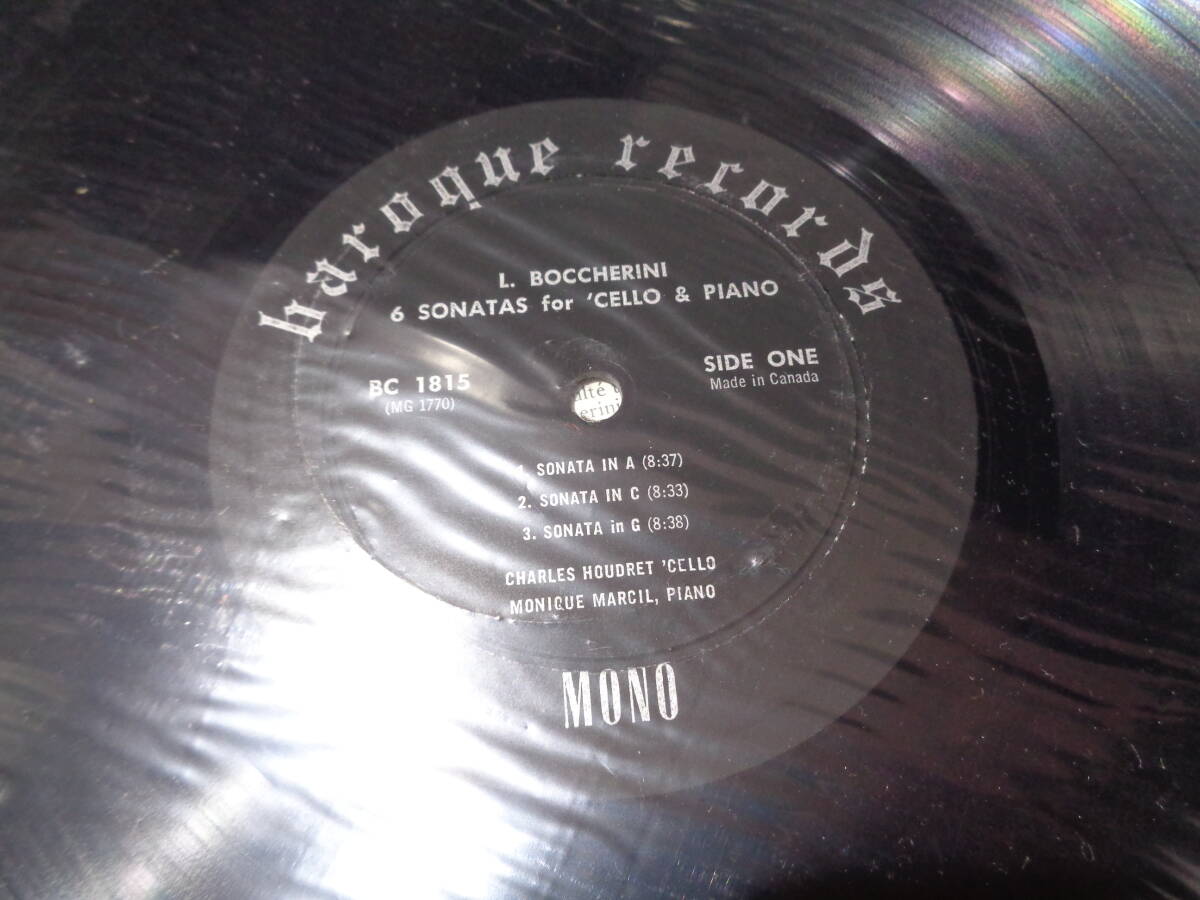 baroque records
L. BOCCHERINI
6 SONATAS for 'CELLO & PIANO
BC 1815
(MG 1770)
SIDE ONE
Made in Canada
1. SONATA IN A (8:37)
2. SONATA IN C (8:33)
3. SONATA in G (8:38)
CHARLES HOUDRET 'CELLO
MONIQUE MARCIL, PIANO
MONO